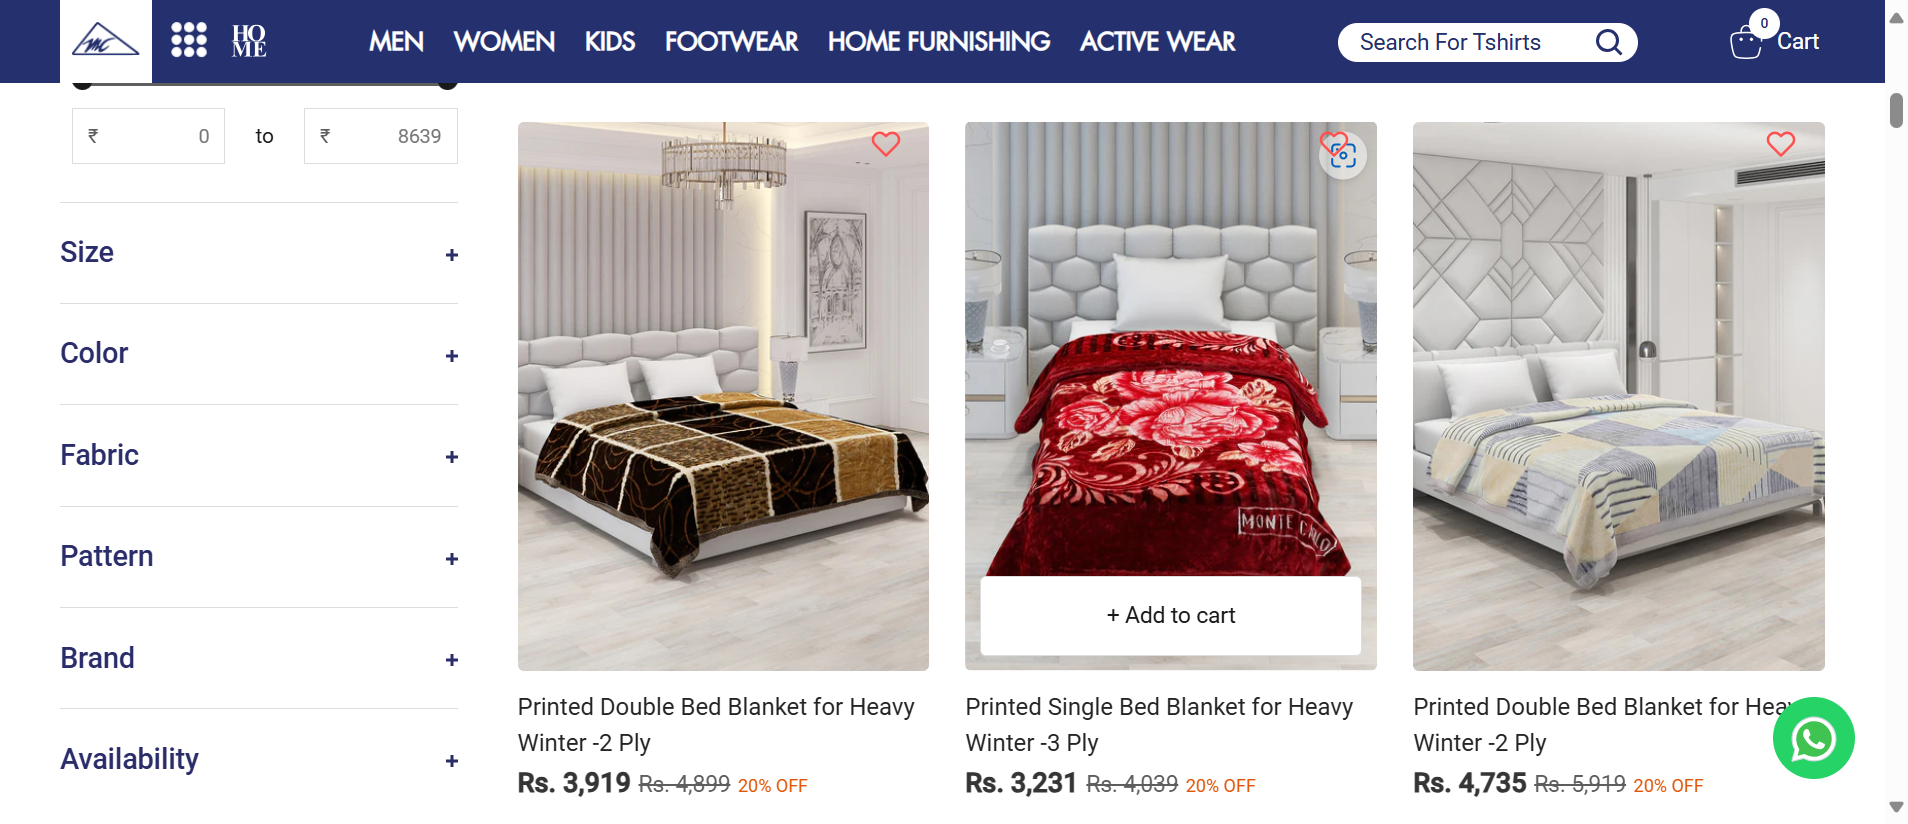 MC
HO
ME
MEN
WOMEN
KIDS
FOOTWEAR
HOME FURNISHING
ACTIVE WEAR
Search For Tshirts
0
Cart
₹ 0 to ₹ 8639
Size +
Color +
Fabric +
Pattern +
Brand +
Availability +
MONTE CARLO
+ Add to cart
Printed Double Bed Blanket for Heavy
Winter -2 Ply
Rs. 3,919 Rs. 4,899 20% OFF
Printed Single Bed Blanket for Heavy
Winter -3 Ply
Rs. 3,231 Rs. 4,039 20% OFF
Printed Double Bed Blanket for Heavy
Winter -2 Ply
Rs. 4,735 Rs. 5,919 20% OFF